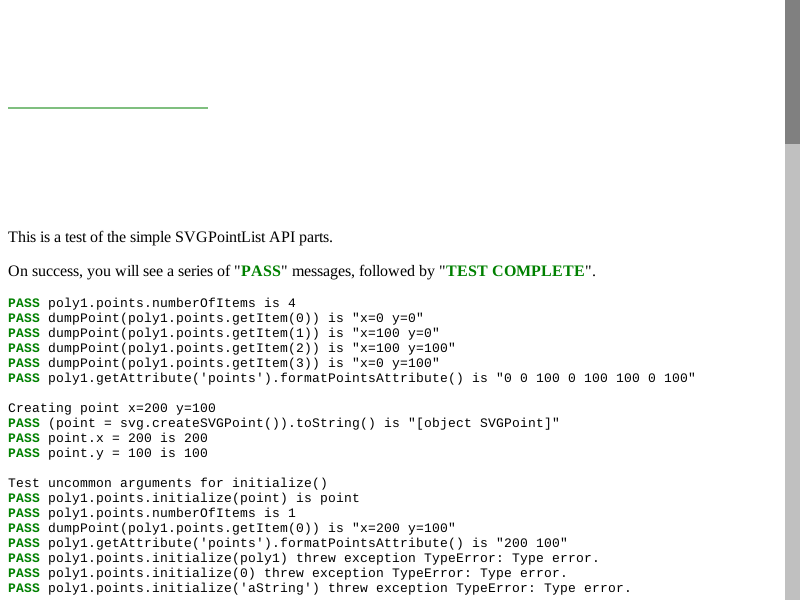 This is a test of the simple SVGPointList API parts.
On success, you will see a series of "PASS" messages, followed by "TEST COMPLETE".
PASS poly1.points.numberOfItems is 4
PASS dumpPoint(poly1.points.getItem(0)) is "x=0 y=0"
PASS dumpPoint(poly1.points.getItem(1)) is "x=100 y=0"
PASS dumpPoint(poly1.points.getItem(2)) is "x=100 y=100"
PASS dumpPoint(poly1.points.getItem(3)) is "x=0 y=100"
PASS poly1.getAttribute('points').formatPointsAttribute() is "0 0 100 0 100 100 0 100"
Creating point x=200 y=100
PASS (point = svg.createSVGPoint()).toString() is "[object SVGPoint]"
PASS point.x = 200 is 200
PASS point.y = 100 is 100
Test uncommon arguments for initialize()
PASS poly1.points.initialize(point) is point
PASS poly1.points.numberOfItems is 1
PASS dumpPoint(poly1.points.getItem(0)) is "x=200 y=100"
PASS poly1.getAttribute('points').formatPointsAttribute() is "200 100"
PASS poly1.points.initialize(poly1) threw exception TypeError: Type error.
PASS poly1.points.initialize(0) threw exception TypeError: Type error.
PASS poly1.points.initialize('aString') threw exception TypeError: Type error.